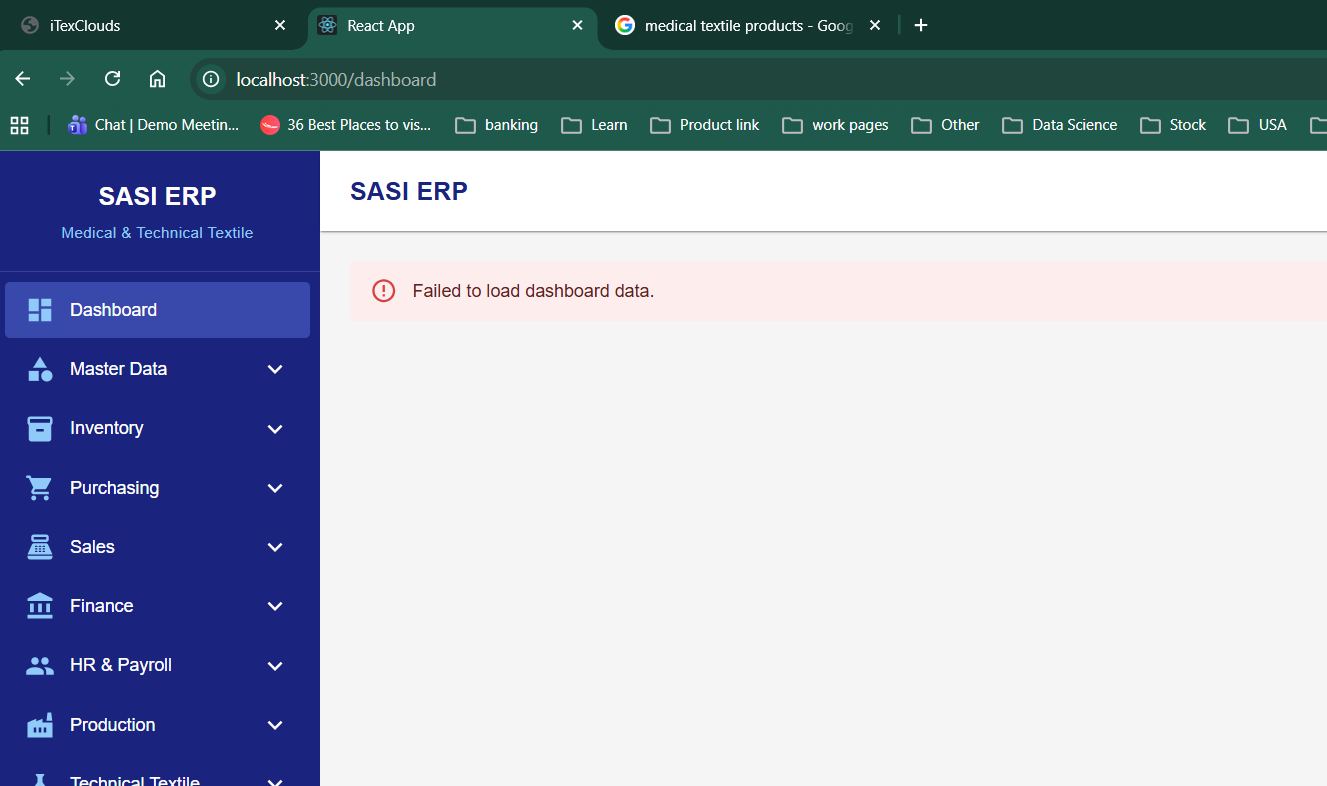 iTexClouds
React App
medical textile products - Goog
localhost:3000/dashboard
Chat | Demo Meetin...
36 Best Places to vis...
banking
Learn
Product link
work pages
Other
Data Science
Stock
USA
SASI ERP
Medical & Technical Textile
SASI ERP
Failed to load dashboard data.
Dashboard
Master Data
Inventory
Purchasing
Sales
Finance
HR & Payroll
Production
Technical Textile